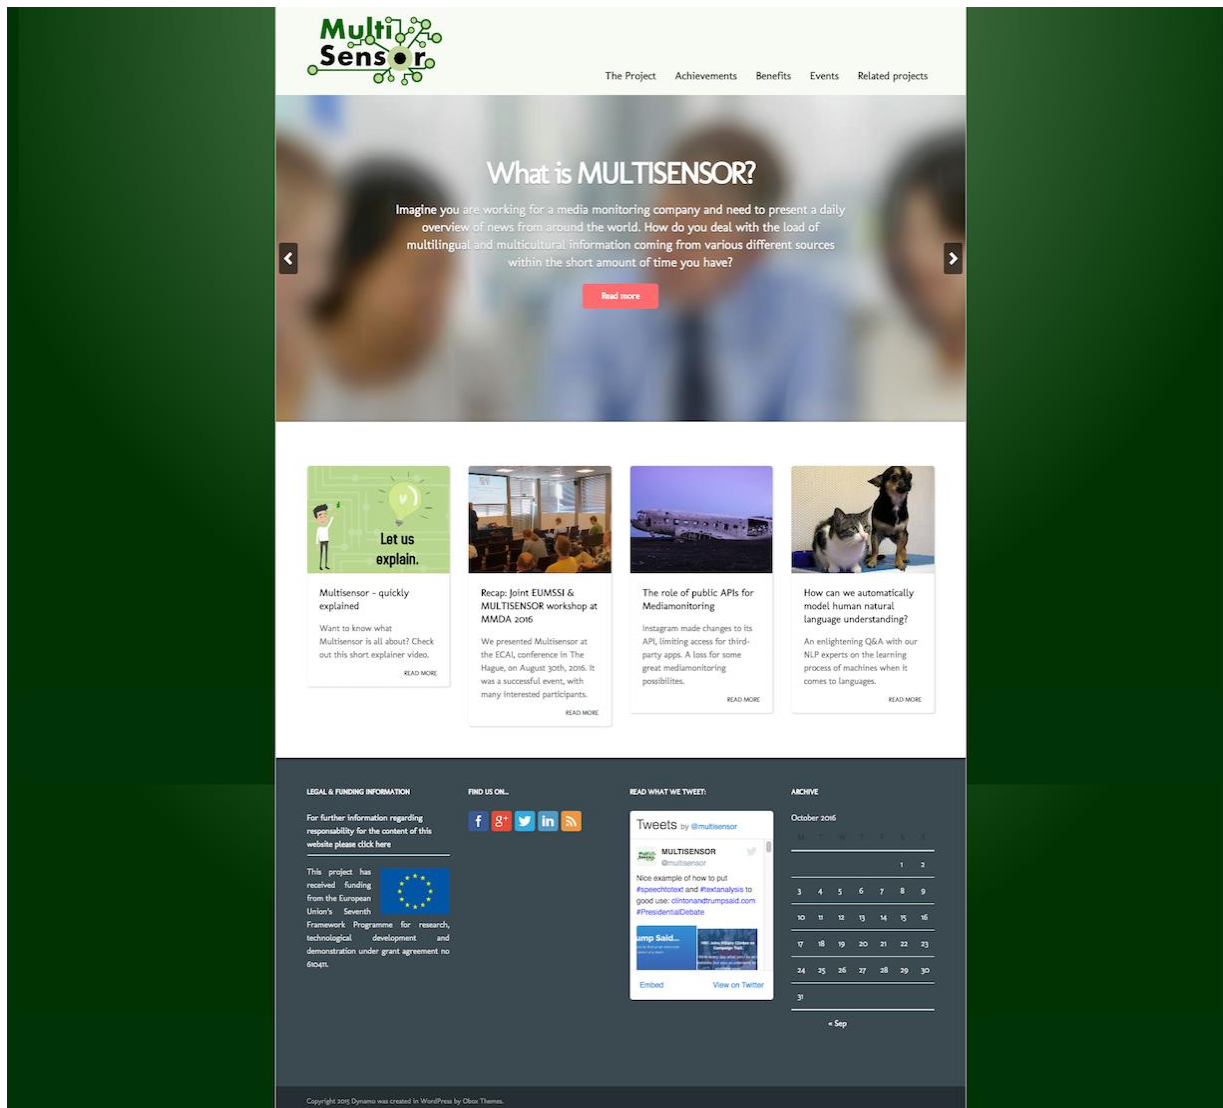 Multi
Sensor
The Project Achievements Benefits Events Related projects
What is MULTISENSOR?
Imagine you are working for a media monitoring company and need to present a daily
overview of news from around the world. How do you deal with the load of
multilingual and multicultural information coming from various different sources
within the short amount of time you have?
Read more
Let us
explain.
Multisensor - quickly
explained
Want to know what
Multisensor is all about? Check
out this short explainer video.
READ MORE
Recap: Joint EUMSSI &
MULTISENSOR workshop at
MMDA 2016
We presented Multisensor at
the ECAI, conference in The
Hague, on August 30th, 2016. It
was a successful event, with
many interested participants.
READ MORE
The role of public APIs for
Mediamonitoring
Instagram made changes to its
API, limiting access for third-
party apps. A loss for some
great mediamonitoring
possibilites.
READ MORE
How can we automatically
model human natural
language understanding?
An enlightening Q&A with our
NLP experts on the learning
process of machines when it
comes to languages.
READ MORE
LEGAL & FUNDING INFORMATION
For further information regarding
responsability for the content of this
website please click here
This project has
received funding
from the European
Union's Seventh
Framework Programme for research,
technological development and
demonstration under grant agreement no
610411.
FIND US ON...
READ WHAT WE TWEET:
Tweets by @multisensor
MULTISENSOR
@multisensor
Nice example of how to put
#speechtotext and #textanalysis to
good use: clintonandtrumpsaid.com
#PresidentialDebate
ump Said...
Embed View on Twitter
ARCHIVE
October 2016
M T W T F S S
1 2
3 4 5 6 7 8 9
10 11 12 13 14 15 16
17 18 19 20 21 22 23
24 25 26 27 28 29 30
31
« Sep
Copyright 2015 Dynamo was created in WordPress by Obox Themes.